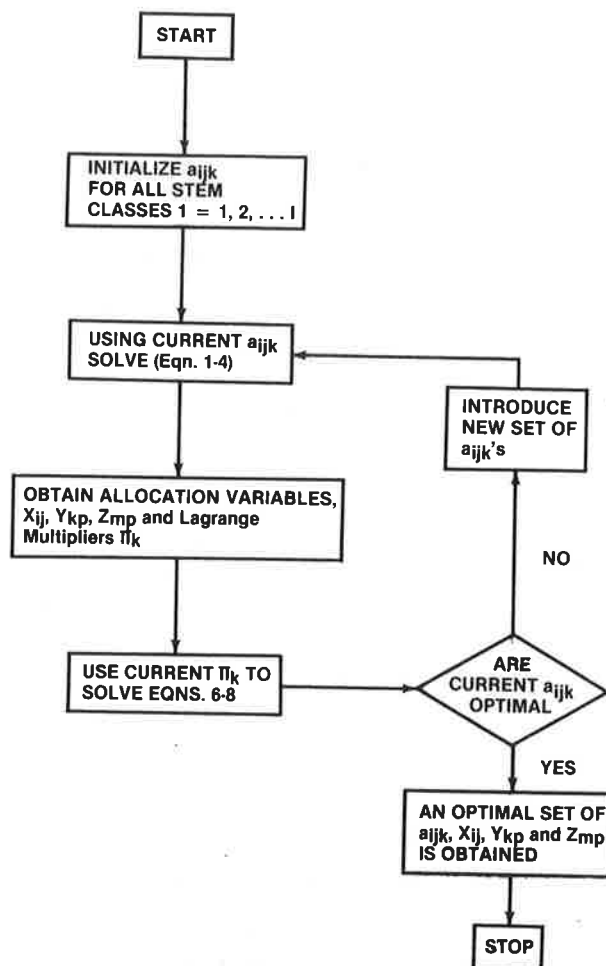 START
INITIALIZE aijk
FOR ALL STEM
CLASSES 1 = 1, 2, . . . I
USING CURRENT aijk
SOLVE (Eqn. 1-4)
INTRODUCE
NEW SET OF
aijk's
OBTAIN ALLOCATION VARIABLES,
Xij, Ykp, Zmp and Lagrange
Multipliers Πk
NO
USE CURRENT Πk TO
SOLVE EQNS. 6-8
ARE
CURRENT aijk
OPTIMAL
YES
AN OPTIMAL SET OF
aijk, Xij, Ykp and Zmp
IS OBTAINED
STOP